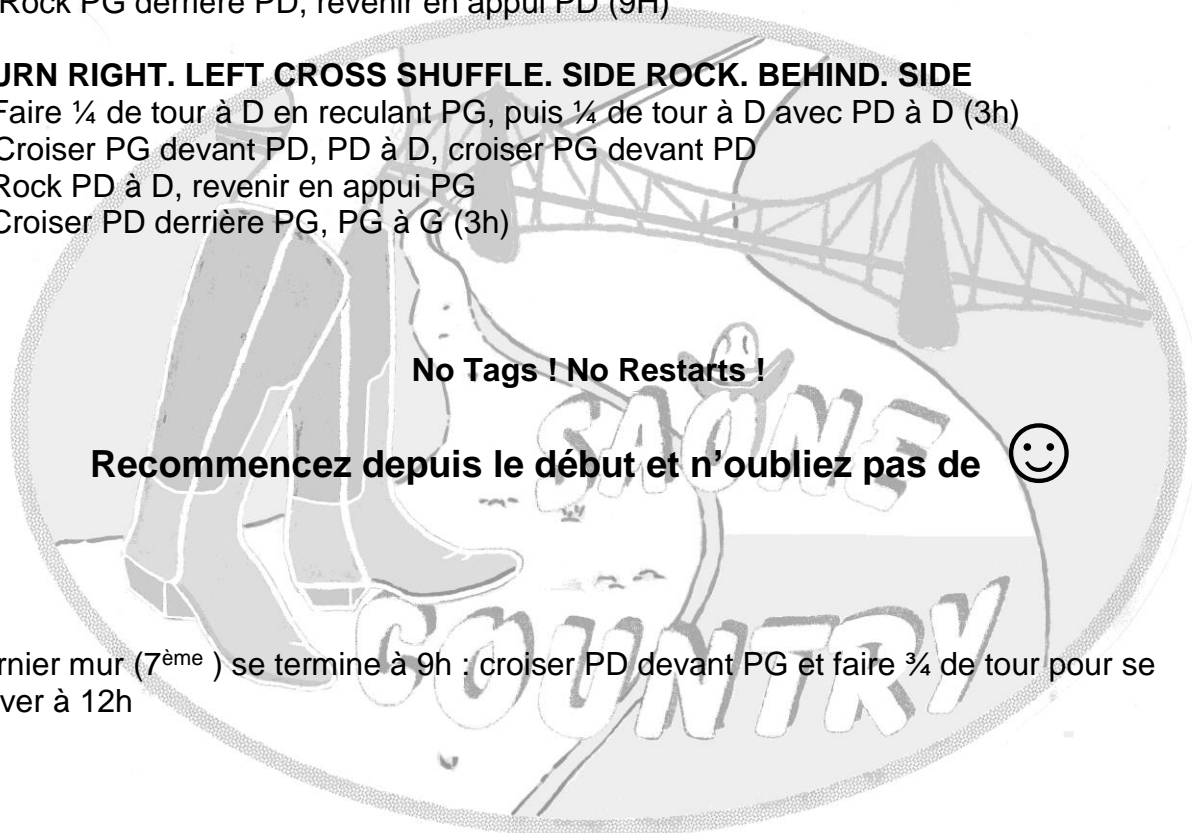 Rock PG derrière PD, revenir en appui PD (9H)
URN RIGHT. LEFT CROSS SHUFFLE. SIDE ROCK. BEHIND. SIDE
Faire ¼ de tour à D en reculant PG, puis ¼ de tour à D avec PD à D (3h)
Croiser PG devant PD, PD à D, croiser PG devant PD
Rock PD à D, revenir en appui PG
Croiser PD derrière PG, PG à G (3h)
No Tags ! No Restarts !
SAONE
Recommencez depuis le début et n’oubliez pas de ☺
COUNTRY
rnier mur (7ème ) se termine à 9h : croiser PD devant PG et faire ¾ de tour pour se
ver à 12h